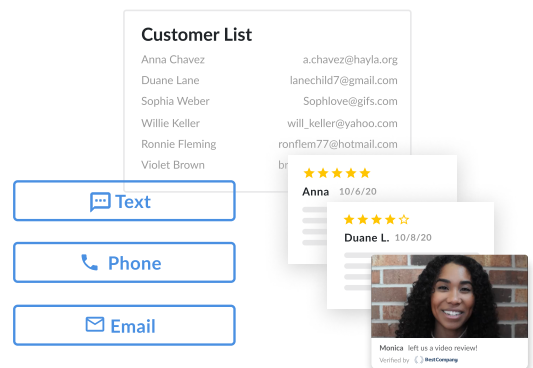 Customer List
Anna Chavez a.chavez@hayla.org
Duane Lane lanechild7@gmail.com
Sophia Weber Sophlove@gifs.com
Willie Keller will_keller@yahoo.com
Ronnie Fleming ronflem77@hotmail.com
Violet Brown
Anna 10/6/20
Text
Duane L. 10/8/20
Phone
Email
Monica left us a video review!
Verified by BestCompany